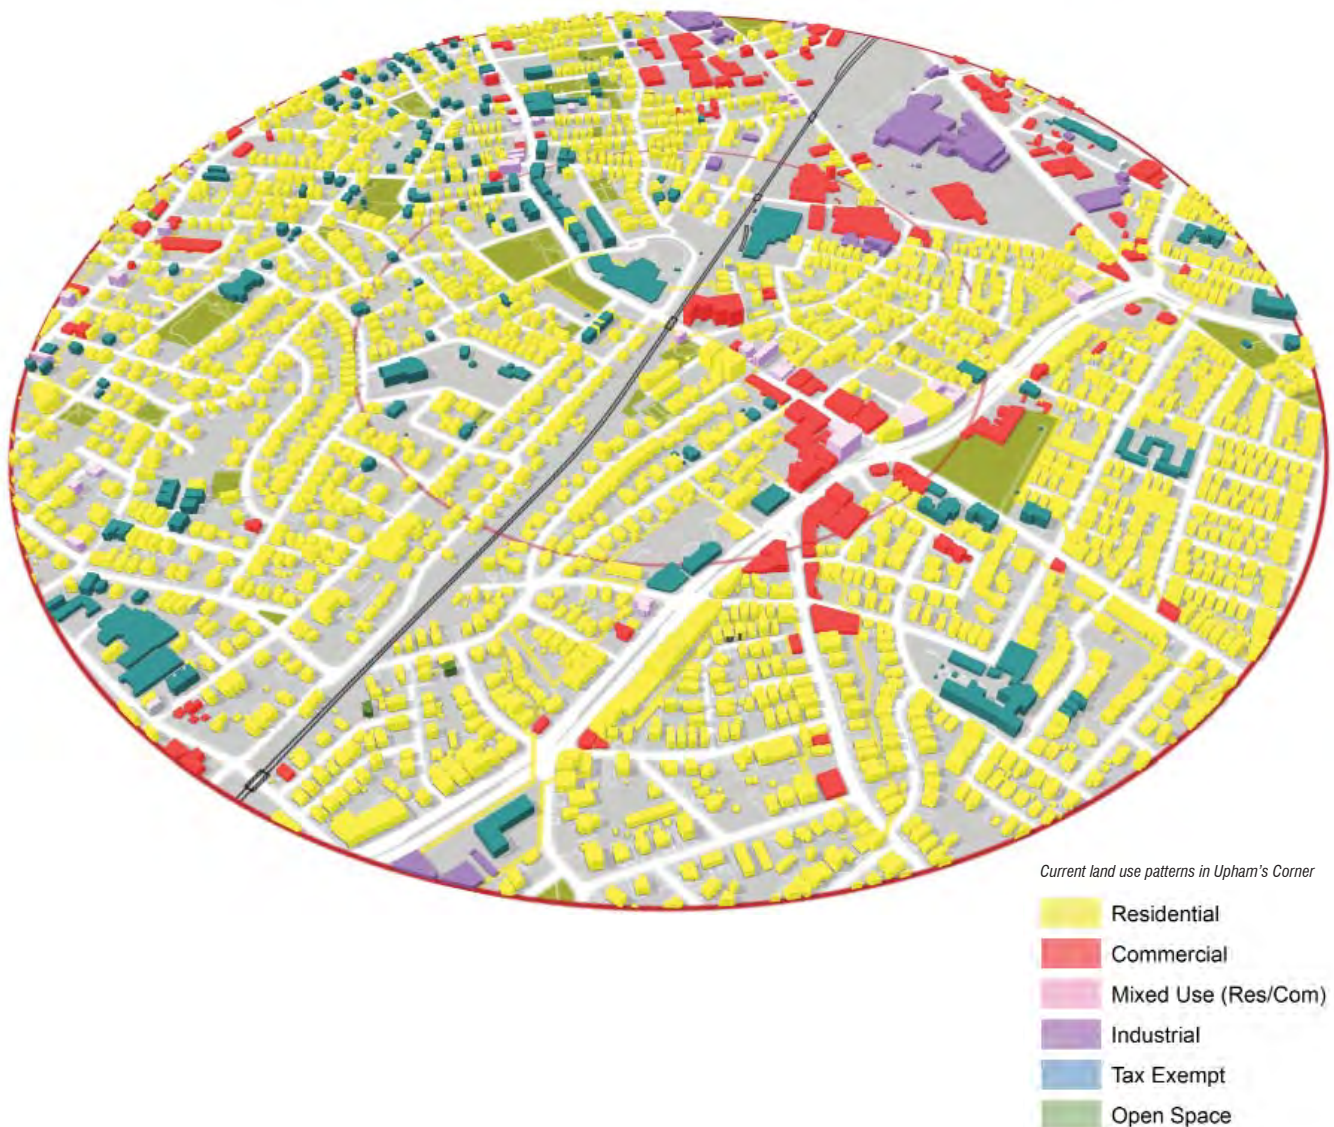 Current land use patterns in Upham's Corner
Residential
Commercial
Mixed Use (Res/Com)
Industrial
Tax Exempt
Open Space